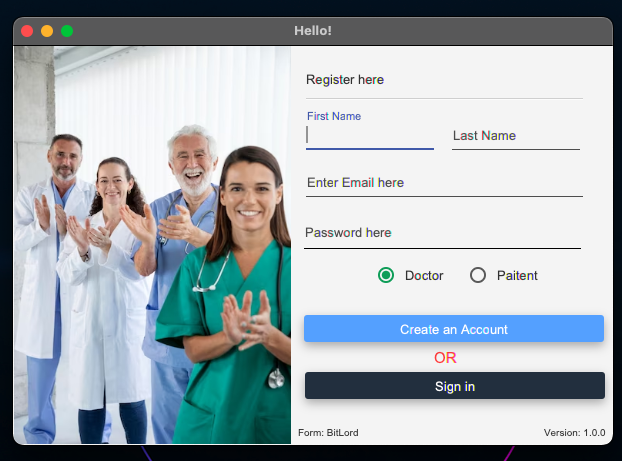 Hello!
Register here
First Name
Last Name
Enter Email here
Password here
Doctor Paitent
Create an Account
OR
Sign in
Form: BitLord Version: 1.0.0